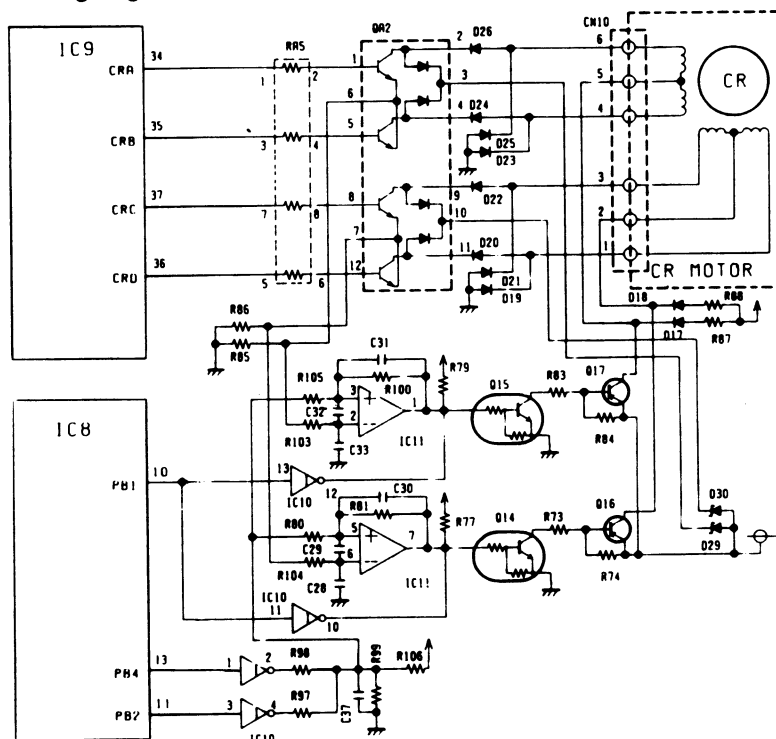 IC9
CRA 34
CRB 35
CRC 37
CRD 36
RA5
1 2
3 4
7 8
5 6
QA2
1 2 3 4 5 6
8 9 10 7 11 12
D26
D24
D25
D23
D22
D20
D21
D19
CN10
6
5
4
3
2
1
CR
CR MOTOR
D18 R88
D17 R87
R86
R85
C31
R100
R79
R105
3 1
C32
2
R103
C33
IC11
Q15
R83
Q17
R84
IC8
PB1 10
13 12
IC10
C30
R81
R77
R80
5 7
C29
6
R104
C28
IC11
Q14
R73
Q16
R74
D30
D29
IC10
11 10
PB4 13
1 2
R98
R99
R106
PB2 11
3 4
R97
C37
IC10